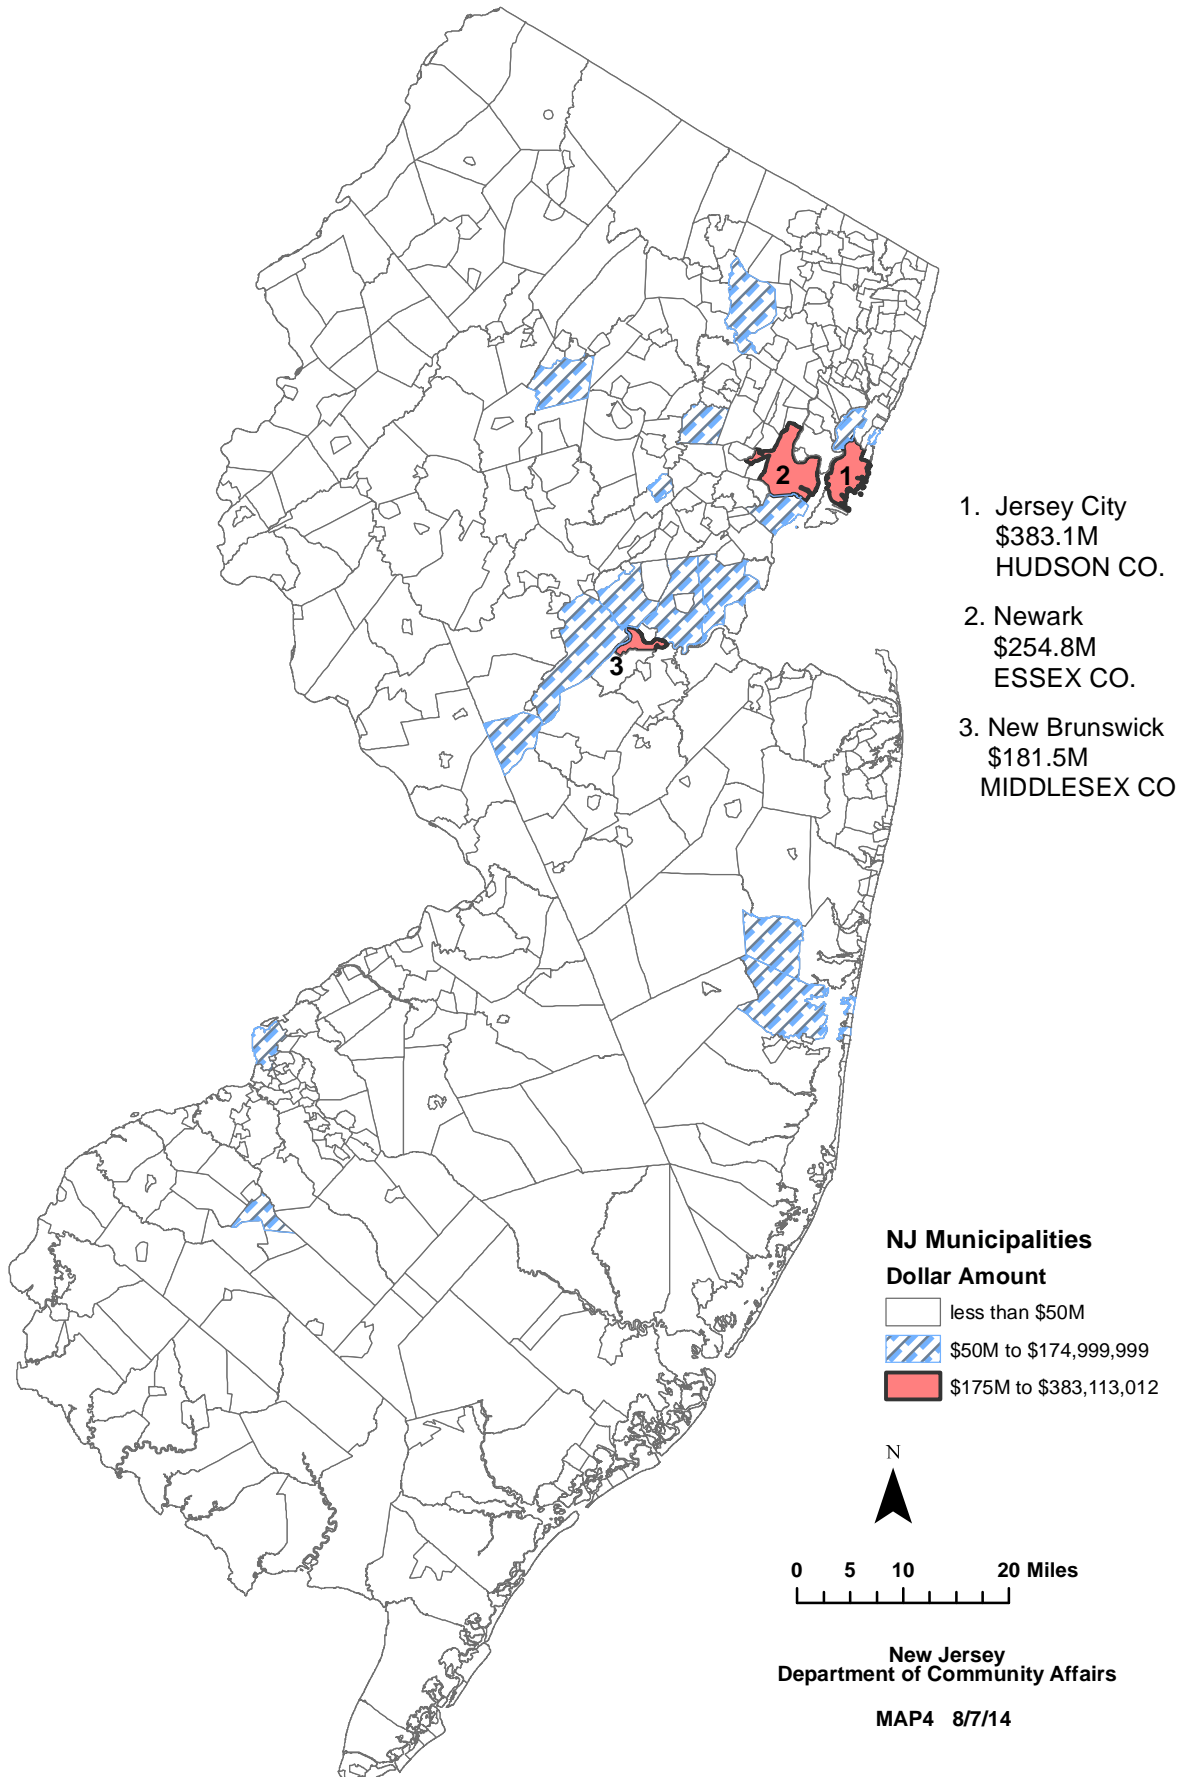 2
1
3
1. Jersey City
$383.1M
HUDSON CO.
2. Newark
$254.8M
ESSEX CO.
3. New Brunswick
$181.5M
MIDDLESEX CO
NJ Municipalities
Dollar Amount
less than $50M
$50M to $174,999,999
$175M to $383,113,012
N
0 5 10 20 Miles
New Jersey
Department of Community Affairs
MAP4 8/7/14